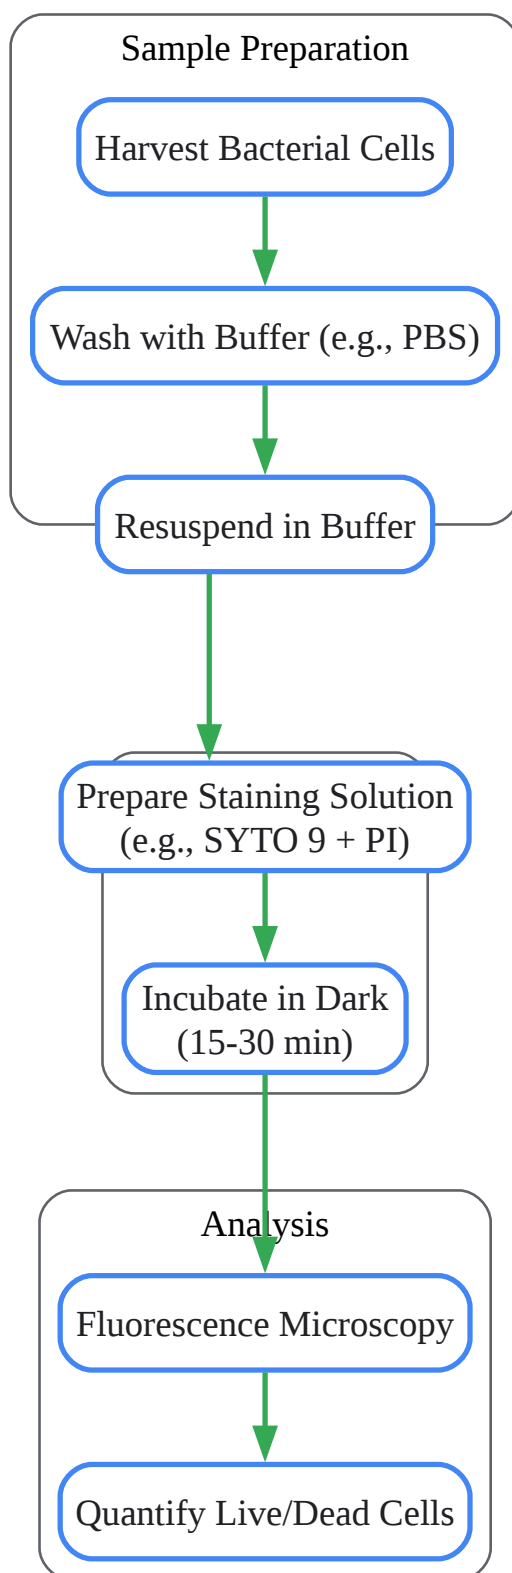 Sample Preparation
Harvest Bacterial Cells
Wash with Buffer (e.g., PBS)
Resuspend in Buffer
Prepare Staining Solution
(e.g., SYTO 9 + PI)
Incubate in Dark
(15-30 min)
Analysis
Fluorescence Microscopy
Quantify Live/Dead Cells